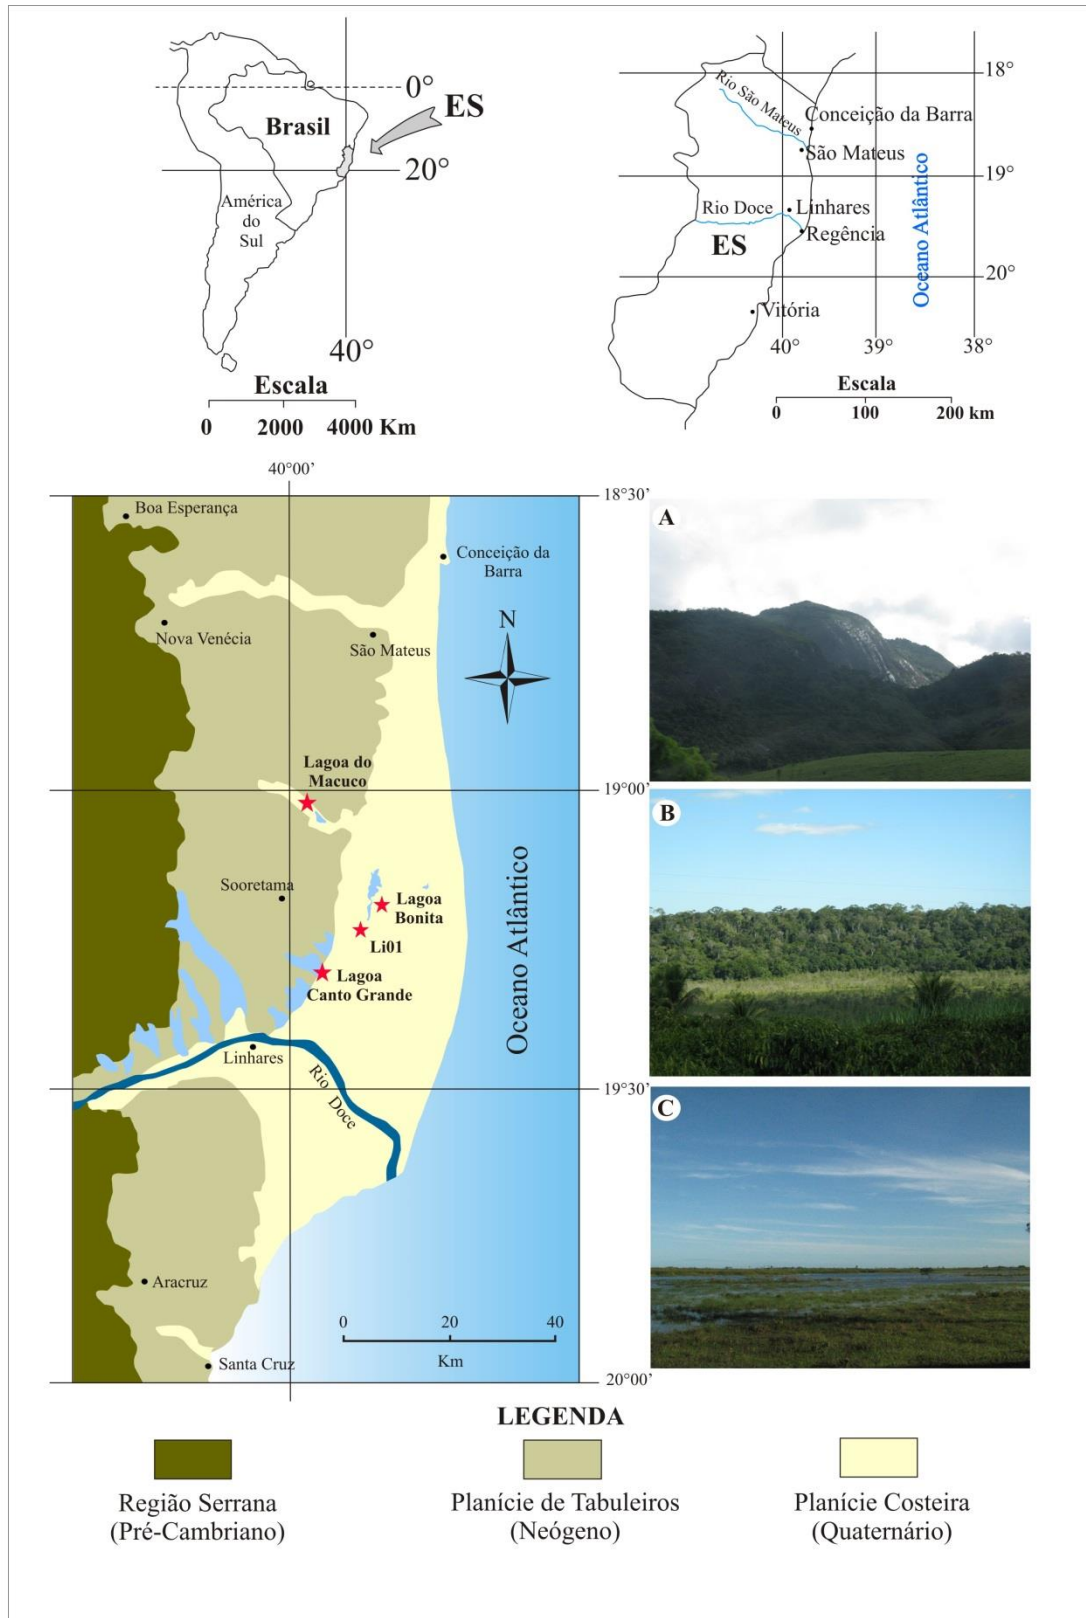 0°
ES
Brasil
20°
América
do
Sul
40°
Escala
0 2000 4000 Km
18°
Rio São Mateus
Conceição da Barra
São Mateus
19°
Rio Doce
Linhares
Regência
ES
Oceano Atlântico
20°
Vitória
40° 39° 38°
Escala
0 100 200 km
40°00'
18°30'
Boa Esperança
Conceição da
Barra
Nova Venécia
São Mateus
N
Lagoa do
Macuco
19°00'
Sooretama
Lagoa
Bonita
Li01
Lagoa
Canto Grande
Oceano Atlântico
Linhares
Rio Doce
19°30'
Aracruz
0 20 40
Km
Santa Cruz
20°00'
A
B
C
LEGENDA
Região Serrana
(Pré-Cambriano)
Planície de Tabuleiros
(Neógeno)
Planície Costeira
(Quaternário)